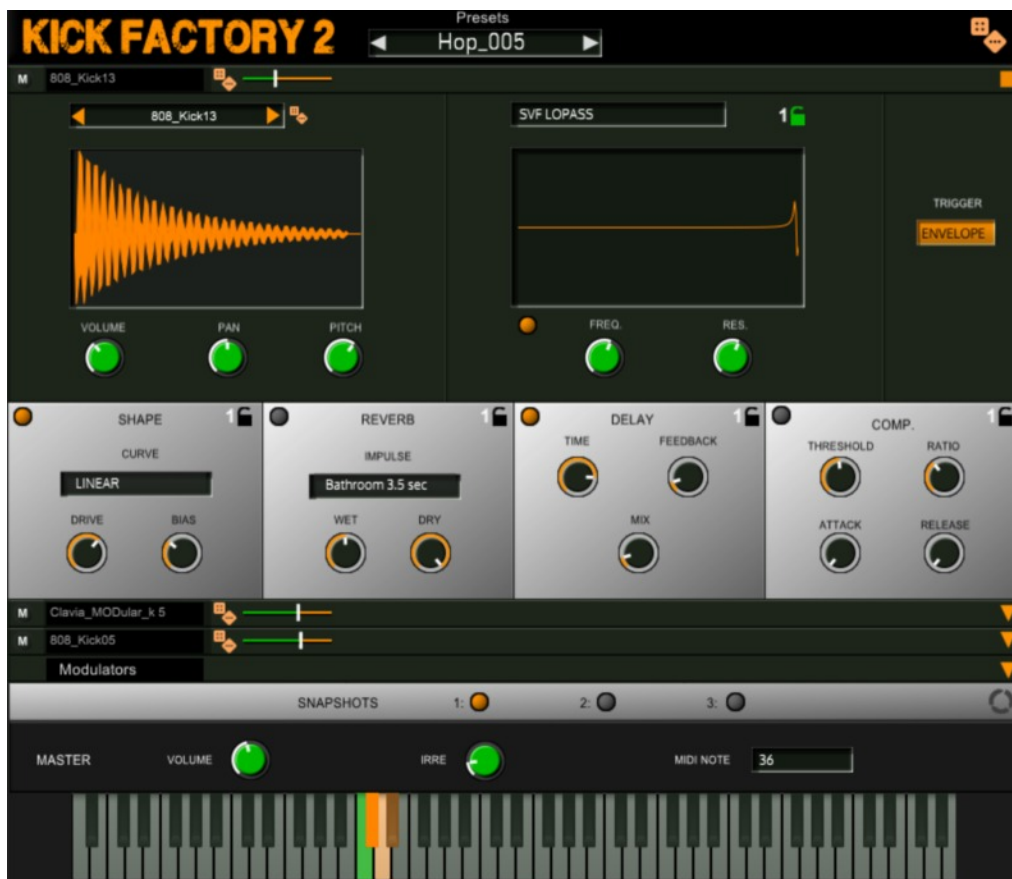 KICK FACTORY 2
Presets
Hop_005
M 808_Kick13
808_Kick13
SVF LOPASS 1
TRIGGER
ENVELOPE
VOLUME PAN PITCH
FREQ. RES.
SHAPE 1
CURVE
LINEAR
DRIVE BIAS
REVERB 1
IMPULSE
Bathroom 3.5 sec
WET DRY
DELAY 1
TIME FEEDBACK
MIX
COMP. 1
THRESHOLD RATIO
ATTACK RELEASE
M Clavia_MODular_k 5
M 808_Kick05
Modulators
SNAPSHOTS 1: 2: 3:
MASTER VOLUME IRRE MIDI NOTE 36